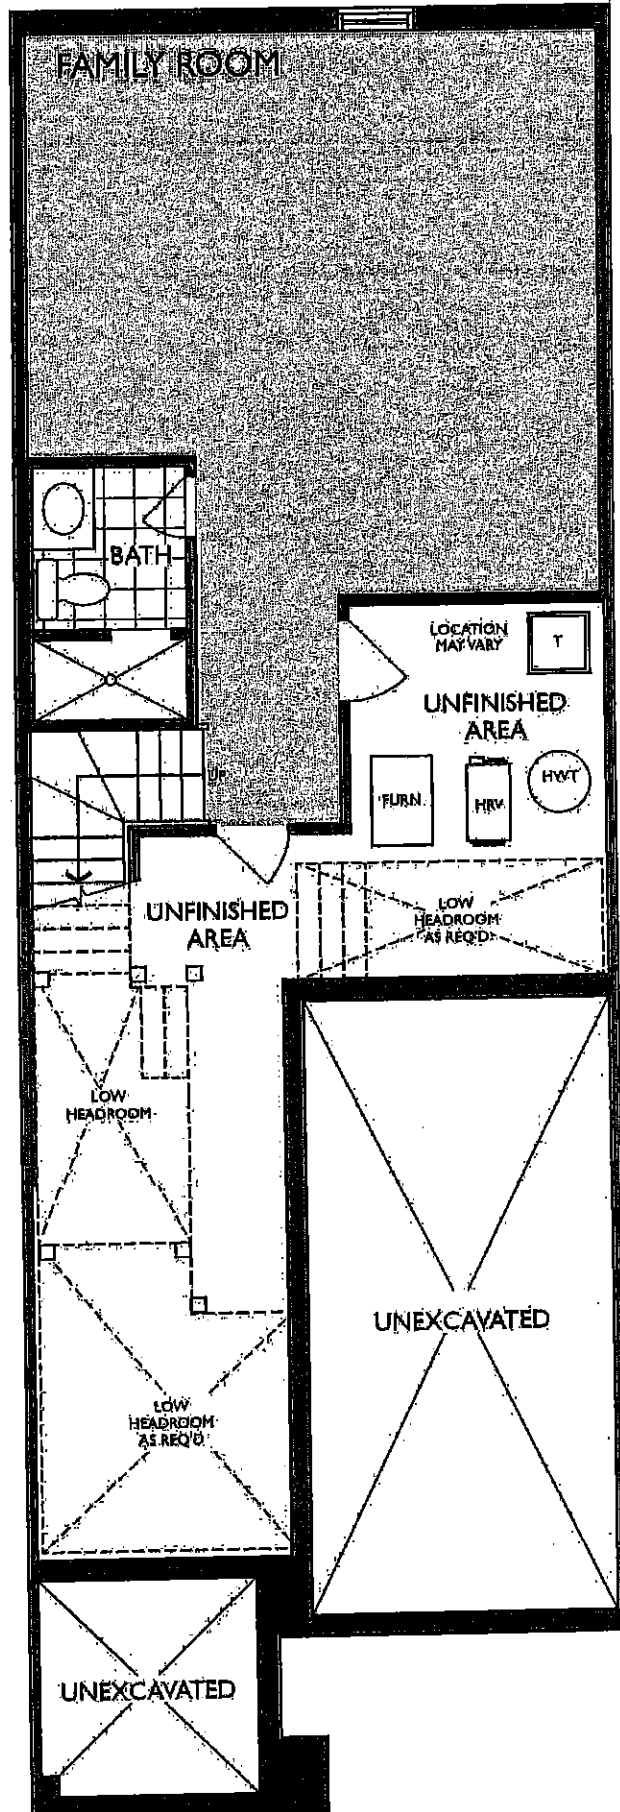 FAMILY ROOM
BATH
LOCATION
MAY VARY
T
UNFINISHED
AREA
UP
FURN.
HRV
HWT
UNFINISHED
AREA
LOW
HEADROOM
AS REQ'D
LOW
HEADROOM
UNEXCAVATED
LOW
HEADROOM
AS REQ'D
UNEXCAVATED